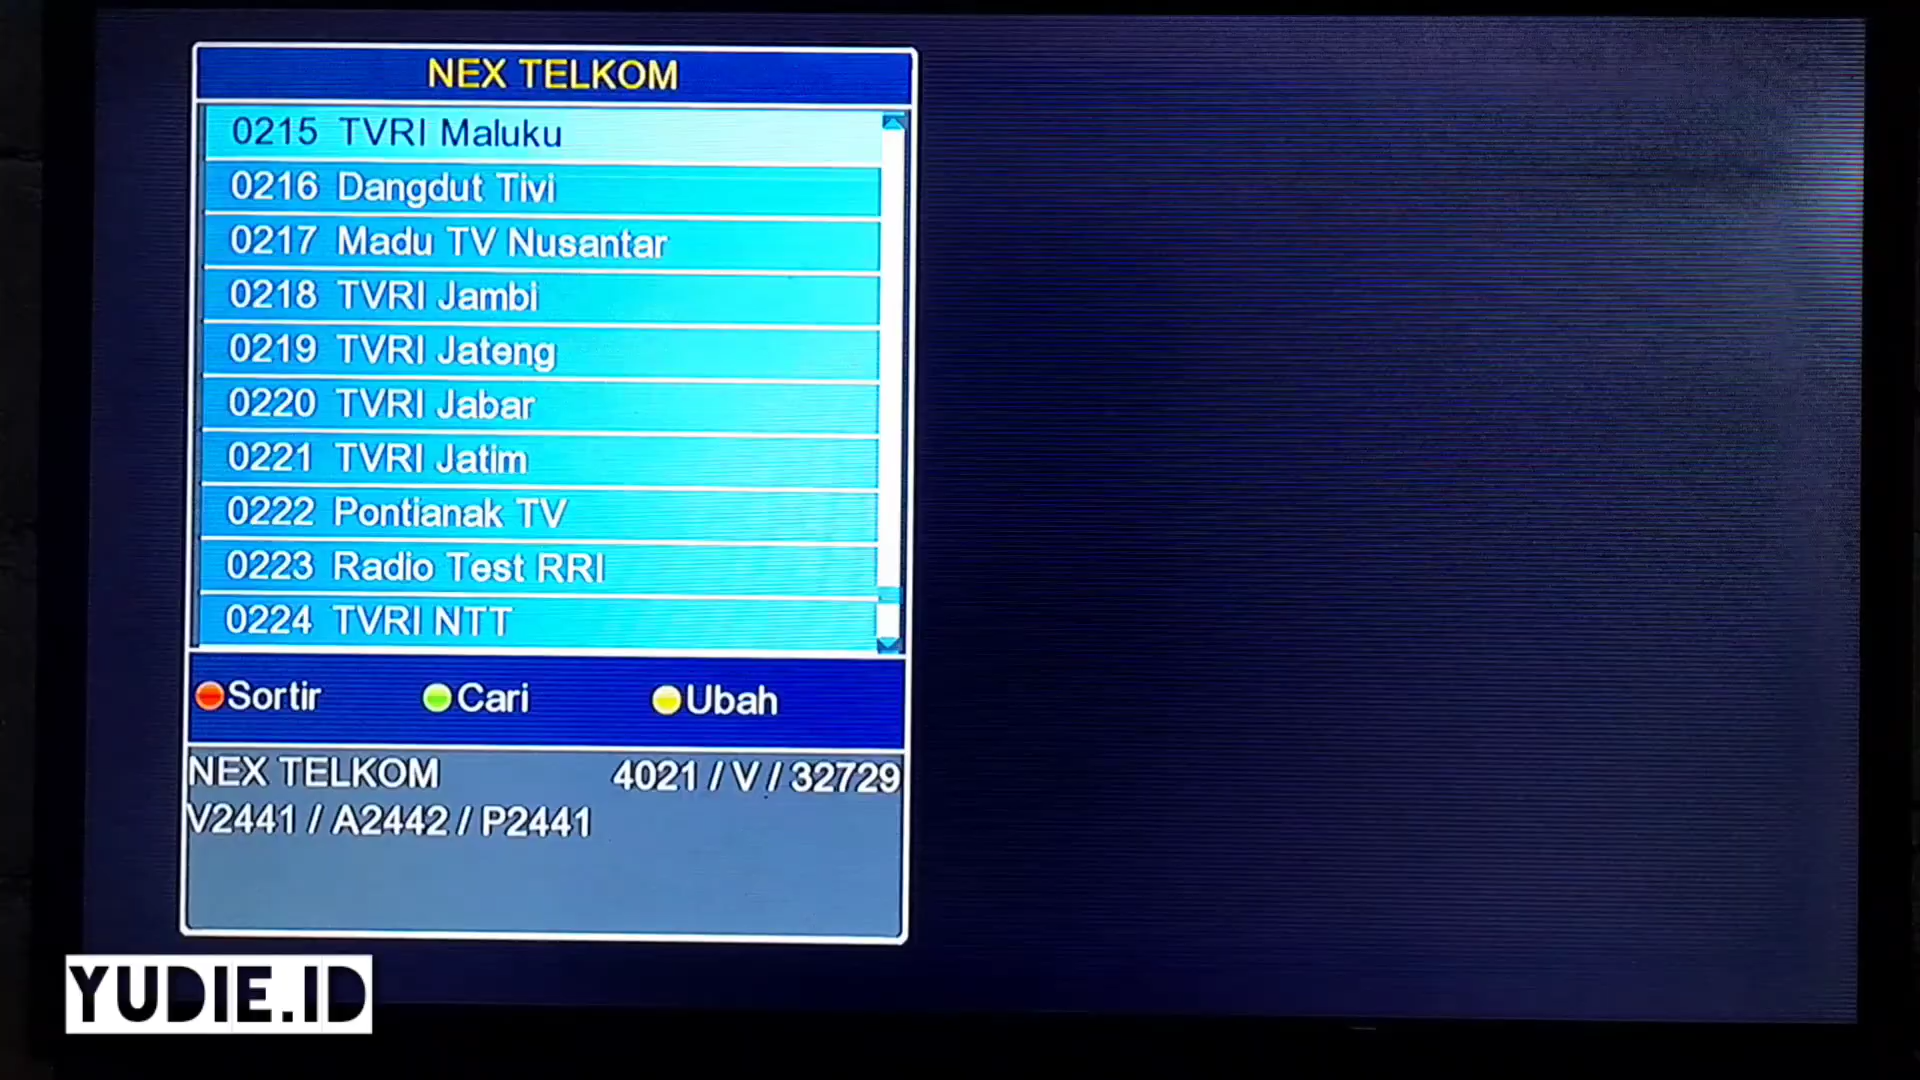 NEX TELKOM
0215 TVRI Maluku
0216 Dangdut Tivi
0217 Madu TV Nusantar
0218 TVRI Jambi
0219 TVRI Jateng
0220 TVRI Jabar
0221 TVRI Jatim
0222 Pontianak TV
0223 Radio Test RRI
0224 TVRI NTT
Sortir Cari Ubah
NEX TELKOM 4021 / V / 32729
V2441 / A2442 / P2441
YUDIE.ID